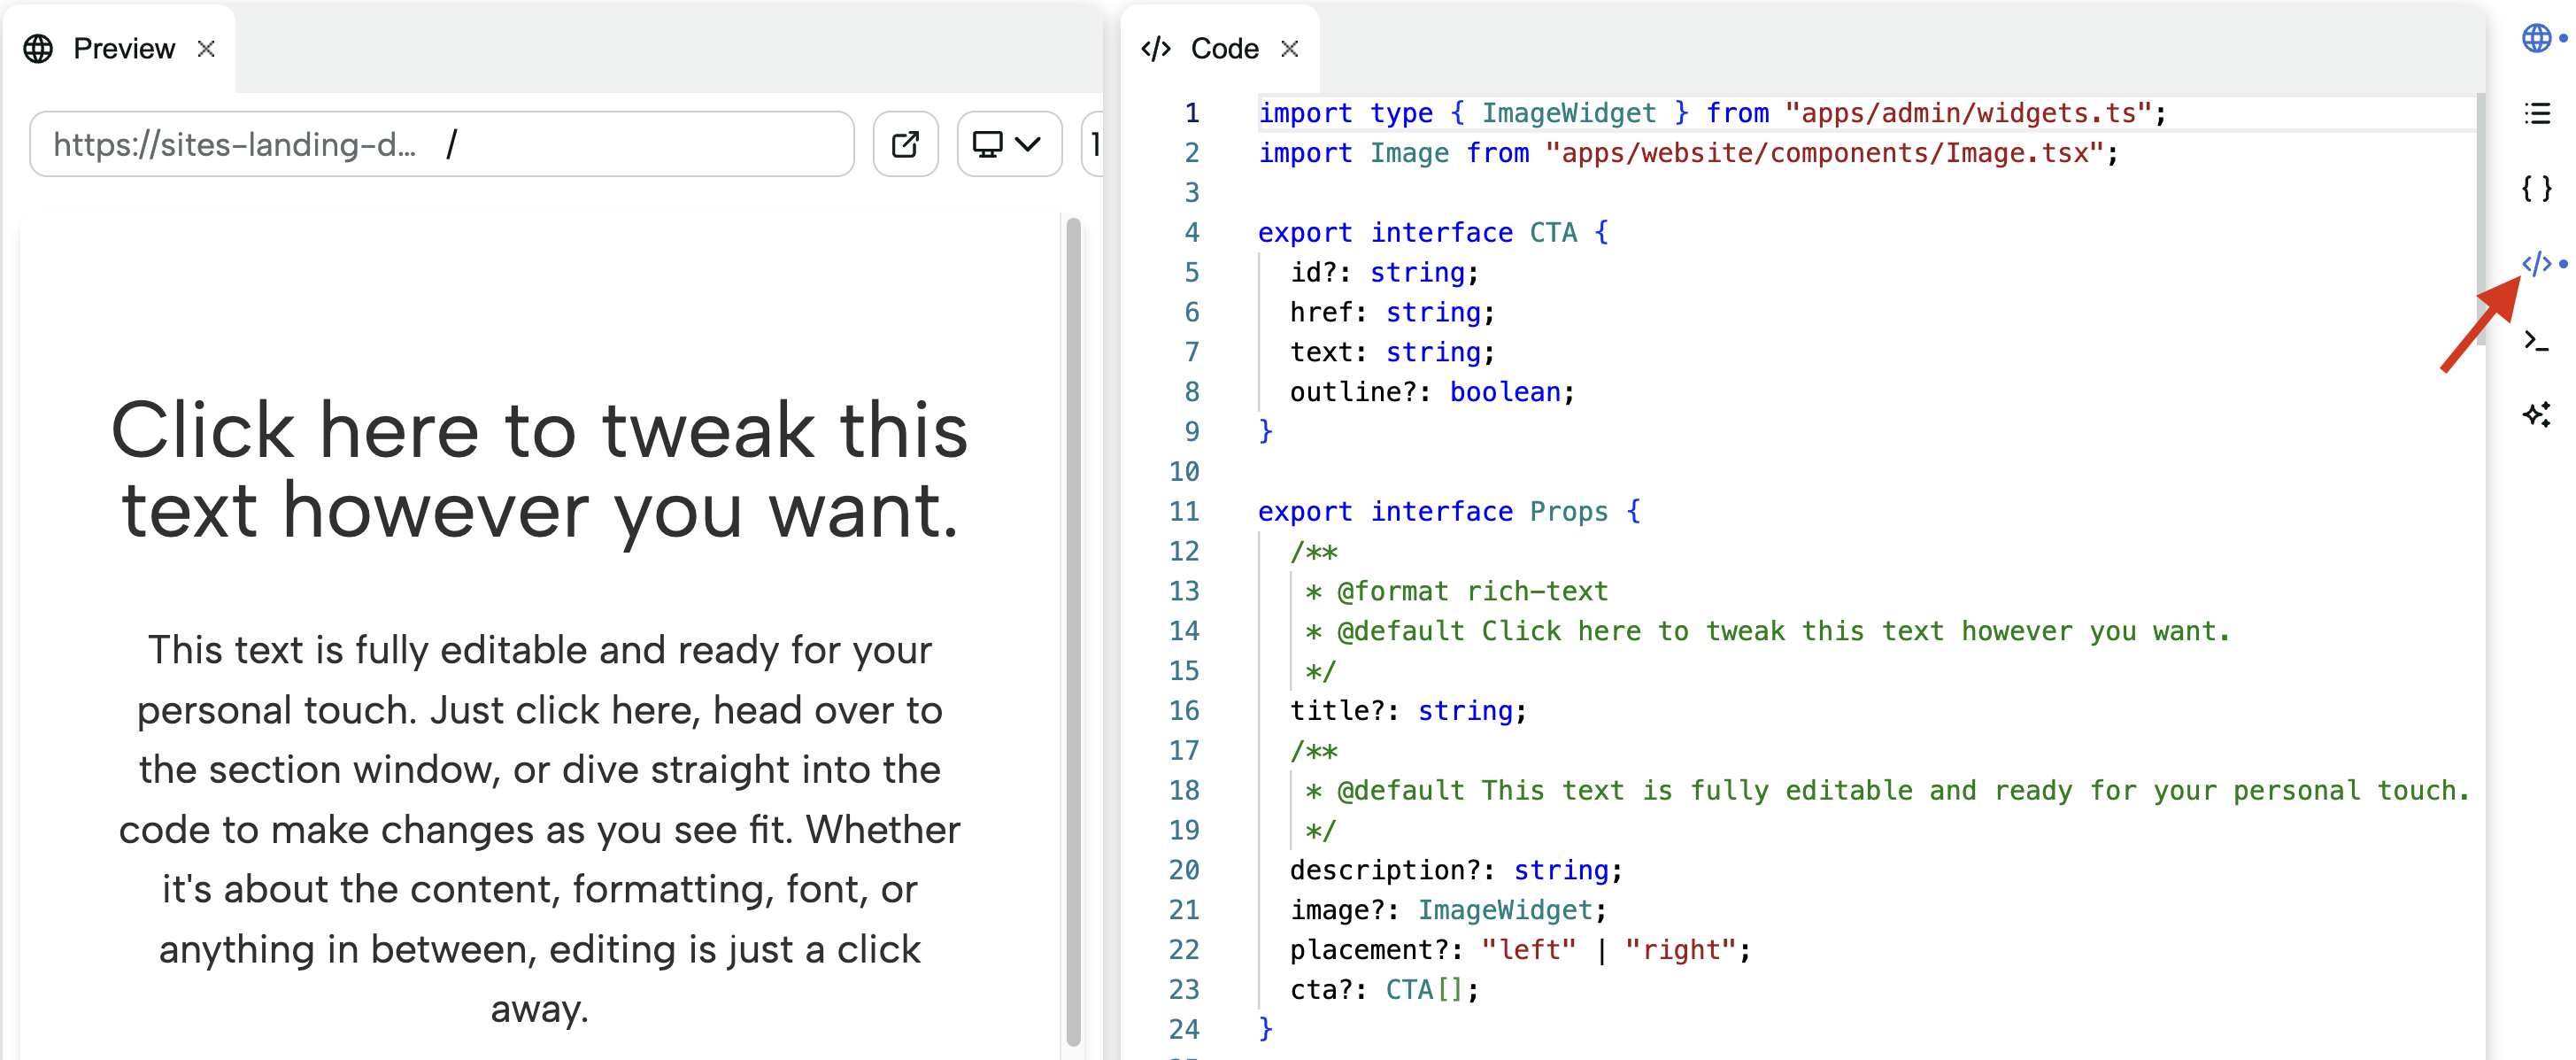 Preview
https://sites-landing-d... /
Click here to tweak this
text however you want.
This text is fully editable and ready for your
personal touch. Just click here, head over to
the section window, or dive straight into the
code to make changes as you see fit. Whether
it's about the content, formatting, font, or
anything in between, editing is just a click
away.
</> Code
1 import type { ImageWidget } from "apps/admin/widgets.ts";
2 import Image from "apps/website/components/Image.tsx";
3
4 export interface CTA {
5 id?: string;
6 href: string;
7 text: string;
8 outline?: boolean;
9 }
10
11 export interface Props {
12 /**
13 * @format rich-text
14 * @default Click here to tweak this text however you want.
15 */
16 title?: string;
17 /**
18 * @default This text is fully editable and ready for your personal touch.
19 */
20 description?: string;
21 image?: ImageWidget;
22 placement?: "left" | "right";
23 cta?: CTA[];
24 }